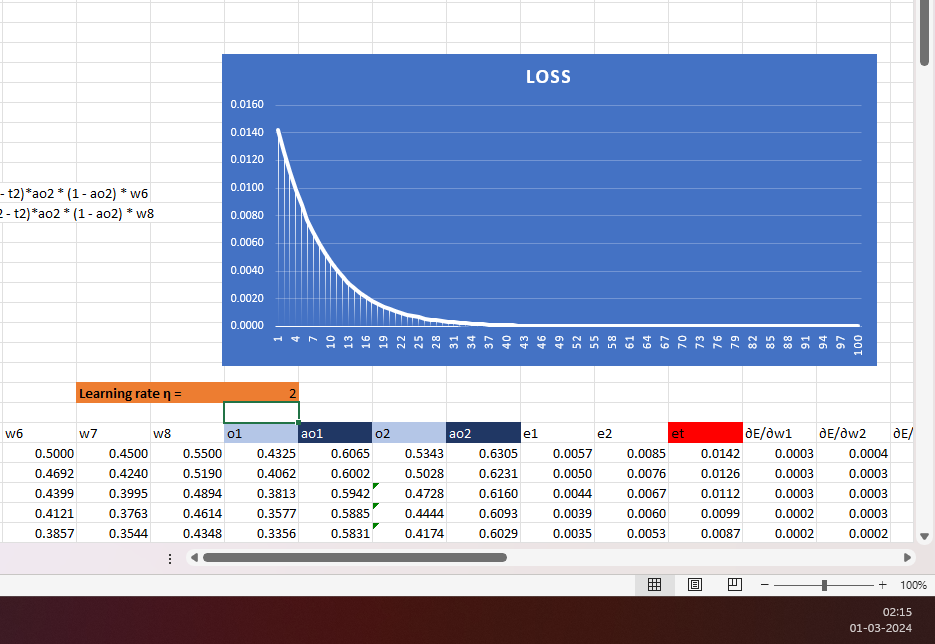 LOSS
0.0160
0.0140
0.0120
0.0100
0.0080
0.0060
0.0040
0.0020
0.0000
1 4 7 10 13 16 19 22 25 28 31 34 37 40 43 46 49 52 55 58 61 64 67 70 73 76 79 82 85 88 91 94 97 100
- t2)*ao2 * (1 - ao2) * w6
2 - t2)*ao2 * (1 - ao2) * w8
Learning rate η = 2
w6 w7 w8 o1 ao1 o2 ao2 e1 e2 et ∂E/∂w1 ∂E/∂w2 ∂E/
0.5000 0.4500 0.5500 0.4325 0.6065 0.5343 0.6305 0.0057 0.0085 0.0142 0.0003 0.0004
0.4692 0.4240 0.5190 0.4062 0.6002 0.5028 0.6231 0.0050 0.0076 0.0126 0.0003 0.0003
0.4399 0.3995 0.4894 0.3813 0.5942 0.4728 0.6160 0.0044 0.0067 0.0112 0.0003 0.0003
0.4121 0.3763 0.4614 0.3577 0.5885 0.4444 0.6093 0.0039 0.0060 0.0099 0.0002 0.0003
0.3857 0.3544 0.4348 0.3356 0.5831 0.4174 0.6029 0.0035 0.0053 0.0087 0.0002 0.0002
100%
02:15
01-03-2024